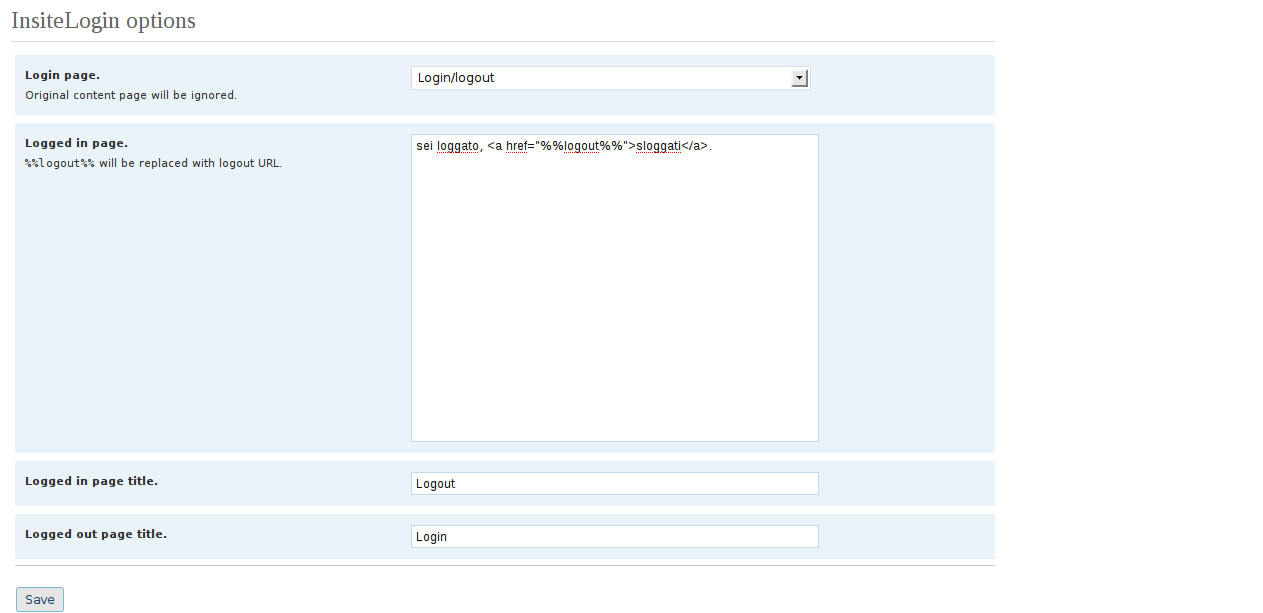 InsiteLogin options
Login page.
Login/logout
Original content page will be ignored.
Logged in page.
sei loggato, <a href="%%logout%%">sloggati</a>.
%%logout%% will be replaced with logout URL.
Logged in page title.
Logout
Logged out page title.
Login
Save